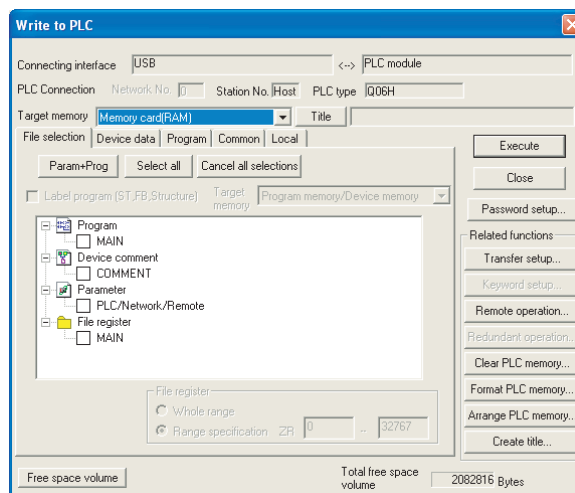 Write to PLC
Connecting interface USB <--> PLC module
PLC Connection Network No. 0 Station No. Host PLC type Q06H
Target memory Memory card(RAM) Title
File selection Device data Program Common Local
Param+Prog Select all Cancel all selections
Label program (ST,FB,Structure) Target memory Program memory/Device memory
Program
MAIN
Device comment
COMMENT
Parameter
PLC/Network/Remote
File register
MAIN
File register
Whole range
Range specification ZR 0 .. 32767
Execute
Close
Password setup...
Related functions
Transfer setup...
Keyword setup...
Remote operation...
Redundant operation...
Clear PLC memory...
Format PLC memory...
Arrange PLC memory...
Create title...
Free space volume
Total free space volume 2082816 Bytes